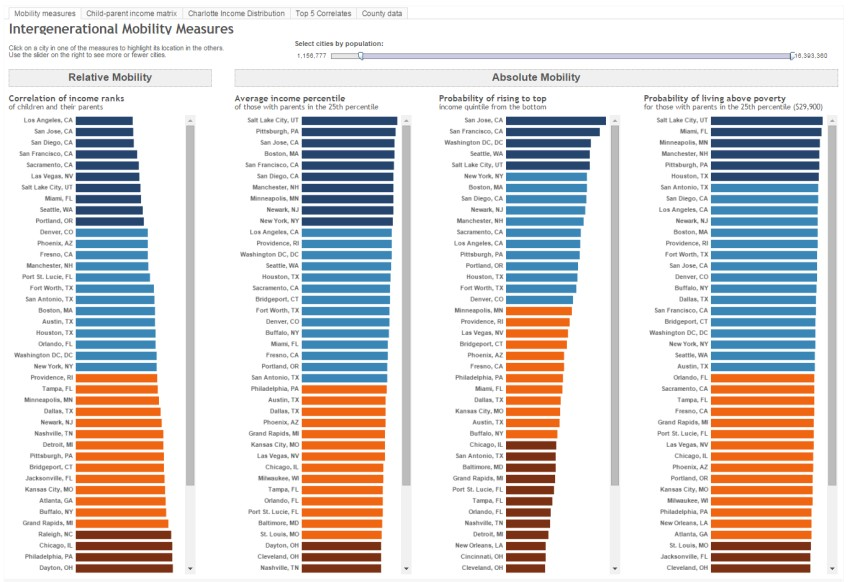 Mobility measures
Child-parent income matrix
Charlotte Income Distribution
Top 5 Correlates
County data
Intergenerational Mobility Measures
Click on a city in one of the measures to highlight its location in the others.
Use the slider on the right to see more or fewer cities.
Select cities by population:
1,156,777
16,393,360
Relative Mobility
Absolute Mobility
Correlation of income ranks
of children and their parents
Los Angeles, CA
San Jose, CA
San Diego, CA
San Francisco, CA
Sacramento, CA
Las Vegas, NV
Salt Lake City, UT
Miami, FL
Seattle, WA
Portland, OR
Denver, CO
Phoenix, AZ
Fresno, CA
Manchester, NH
Port St. Lucie, FL
Fort Worth, TX
San Antonio, TX
Boston, MA
Austin, TX
Houston, TX
Orlando, FL
Washington DC, DC
New York, NY
Providence, RI
Tampa, FL
Minneapolis, MN
Dallas, TX
Newark, NJ
Nashville, TN
Detroit, MI
Pittsburgh, PA
Bridgeport, CT
Jacksonville, FL
Kansas City, MO
Atlanta, GA
Buffalo, NY
Grand Rapids, MI
Raleigh, NC
Chicago, IL
Philadelphia, PA
Dayton, OH
Average income percentile
of those with parents in the 25th percentile
Salt Lake City, UT
Pittsburgh, PA
San Jose, CA
Boston, MA
San Francisco, CA
San Diego, CA
Manchester, NH
Minneapolis, MN
Newark, NJ
New York, NY
Los Angeles, CA
Providence, RI
Washington DC, DC
Seattle, WA
Houston, TX
Sacramento, CA
Bridgeport, CT
Fort Worth, TX
Denver, CO
Buffalo, NY
Miami, FL
Fresno, CA
Portland, OR
San Antonio, TX
Philadelphia, PA
Austin, TX
Dallas, TX
Phoenix, AZ
Grand Rapids, MI
Kansas City, MO
Las Vegas, NV
Chicago, IL
Milwaukee, WI
Tampa, FL
Orlando, FL
Port St. Lucie, FL
Baltimore, MD
St. Louis, MO
Dayton, OH
Cleveland, OH
Nashville, TN
Probability of rising to top
income quintile from the bottom
San Jose, CA
San Francisco, CA
Washington DC, DC
Seattle, WA
Salt Lake City, UT
New York, NY
Boston, MA
San Diego, CA
Newark, NJ
Manchester, NH
Sacramento, CA
Los Angeles, CA
Pittsburgh, PA
Portland, OR
Houston, TX
Fort Worth, TX
Denver, CO
Minneapolis, MN
Providence, RI
Las Vegas, NV
Bridgeport, CT
Phoenix, AZ
Fresno, CA
Philadelphia, PA
Miami, FL
Dallas, TX
Kansas City, MO
Austin, TX
Buffalo, NY
Chicago, IL
San Antonio, TX
Baltimore, MD
Grand Rapids, MI
Port St. Lucie, FL
Tampa, FL
Orlando, FL
Nashville, TN
Detroit, MI
New Orleans, LA
Cincinnati, OH
Cleveland, OH
Probability of living above poverty
for those with parents in the 25th percentile ($29,900)
Salt Lake City, UT
Miami, FL
Minneapolis, MN
Manchester, NH
Pittsburgh, PA
Houston, TX
San Antonio, TX
San Diego, CA
Los Angeles, CA
Newark, NJ
Boston, MA
Providence, RI
Fort Worth, TX
San Jose, CA
Denver, CO
Buffalo, NY
Dallas, TX
San Francisco, CA
Bridgeport, CT
Washington DC, DC
New York, NY
Seattle, WA
Austin, TX
Orlando, FL
Sacramento, CA
Tampa, FL
Fresno, CA
Grand Rapids, MI
Port St. Lucie, FL
Las Vegas, NV
Chicago, IL
Phoenix, AZ
Portland, OR
Kansas City, MO
Milwaukee, WI
Philadelphia, PA
New Orleans, LA
Atlanta, GA
St. Louis, MO
Jacksonville, FL
Cleveland, OH